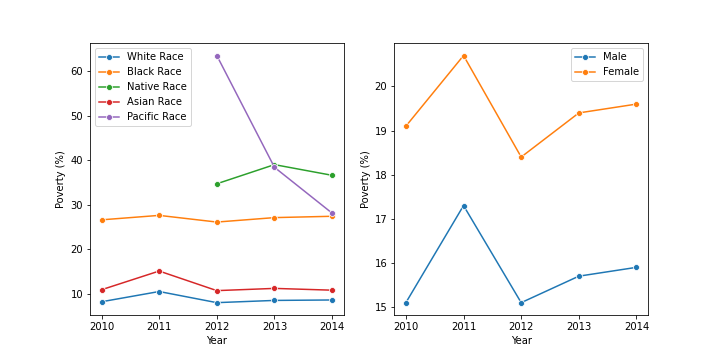 White Race
Black Race
Native Race
Asian Race
Pacific Race
60
50
40
30
20
10
Poverty (%)
2010 2011 2012 2013 2014
Year
Male
Female
20
19
18
17
16
15
Poverty (%)
2010 2011 2012 2013 2014
Year